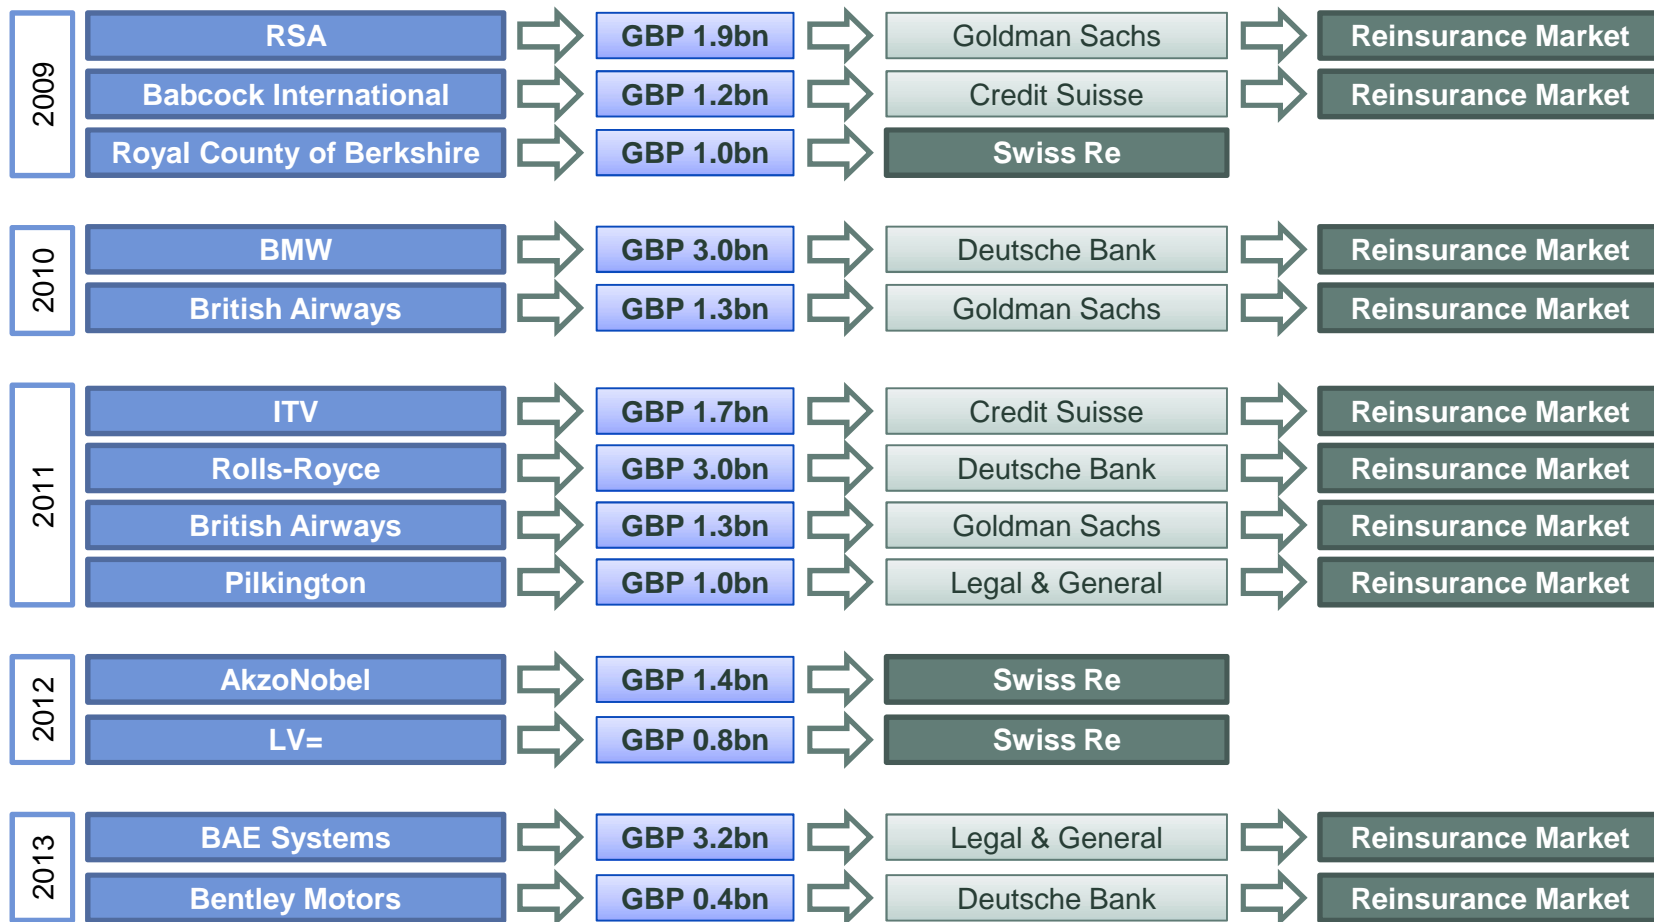 2009
RSA GBP 1.9bn Goldman Sachs Reinsurance Market
Babcock International GBP 1.2bn Credit Suisse Reinsurance Market
Royal County of Berkshire GBP 1.0bn Swiss Re
2010
BMW GBP 3.0bn Deutsche Bank Reinsurance Market
British Airways GBP 1.3bn Goldman Sachs Reinsurance Market
2011
ITV GBP 1.7bn Credit Suisse Reinsurance Market
Rolls-Royce GBP 3.0bn Deutsche Bank Reinsurance Market
British Airways GBP 1.3bn Goldman Sachs Reinsurance Market
Pilkington GBP 1.0bn Legal & General Reinsurance Market
2012
AkzoNobel GBP 1.4bn Swiss Re
LV= GBP 0.8bn Swiss Re
2013
BAE Systems GBP 3.2bn Legal & General Reinsurance Market
Bentley Motors GBP 0.4bn Deutsche Bank Reinsurance Market